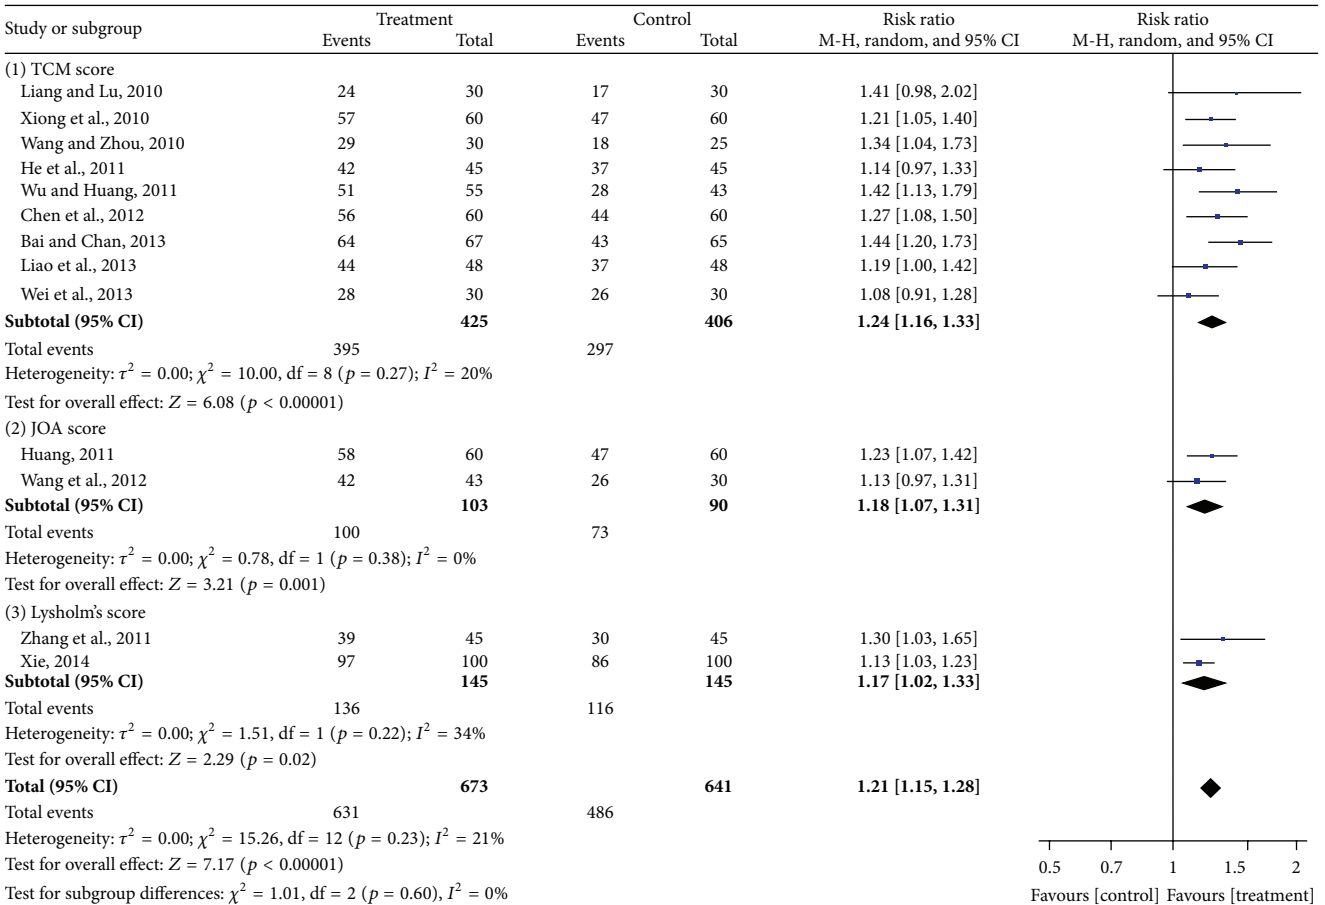 Study or subgroup Treatment Control Risk ratio Risk ratio
Events Total Events Total M-H, random, and 95% CI M-H, random, and 95% CI
(1) TCM score
Liang and Lu, 2010 24 30 17 30 1.41 [0.98, 2.02]
Xiong et al., 2010 57 60 47 60 1.21 [1.05, 1.40]
Wang and Zhou, 2010 29 30 18 25 1.34 [1.04, 1.73]
He et al., 2011 42 45 37 45 1.14 [0.97, 1.33]
Wu and Huang, 2011 51 55 28 43 1.42 [1.13, 1.79]
Chen et al., 2012 56 60 44 60 1.27 [1.08, 1.50]
Bai and Chan, 2013 64 67 43 65 1.44 [1.20, 1.73]
Liao et al., 2013 44 48 37 48 1.19 [1.00, 1.42]
Wei et al., 2013 28 30 26 30 1.08 [0.91, 1.28]
Subtotal (95% CI) 425 406 1.24 [1.16, 1.33]
Total events 395 297
Heterogeneity: τ² = 0.00; χ² = 10.00, df = 8 (p = 0.27); I² = 20%
Test for overall effect: Z = 6.08 (p < 0.00001)
(2) JOA score
Huang, 2011 58 60 47 60 1.23 [1.07, 1.42]
Wang et al., 2012 42 43 26 30 1.13 [0.97, 1.31]
Subtotal (95% CI) 103 90 1.18 [1.07, 1.31]
Total events 100 73
Heterogeneity: τ² = 0.00; χ² = 0.78, df = 1 (p = 0.38); I² = 0%
Test for overall effect: Z = 3.21 (p = 0.001)
(3) Lysholm's score
Zhang et al., 2011 39 45 30 45 1.30 [1.03, 1.65]
Xie, 2014 97 100 86 100 1.13 [1.03, 1.23]
Subtotal (95% CI) 145 145 1.17 [1.02, 1.33]
Total events 136 116
Heterogeneity: τ² = 0.00; χ² = 1.51, df = 1 (p = 0.22); I² = 34%
Test for overall effect: Z = 2.29 (p = 0.02)
Total (95% CI) 673 641 1.21 [1.15, 1.28]
Total events 631 486
Heterogeneity: τ² = 0.00; χ² = 15.26, df = 12 (p = 0.23); I² = 21%
Test for overall effect: Z = 7.17 (p < 0.00001)
0.5 0.7 1 1.5 2
Test for subgroup differences: χ² = 1.01, df = 2 (p = 0.60), I² = 0%
Favours [control] Favours [treatment]